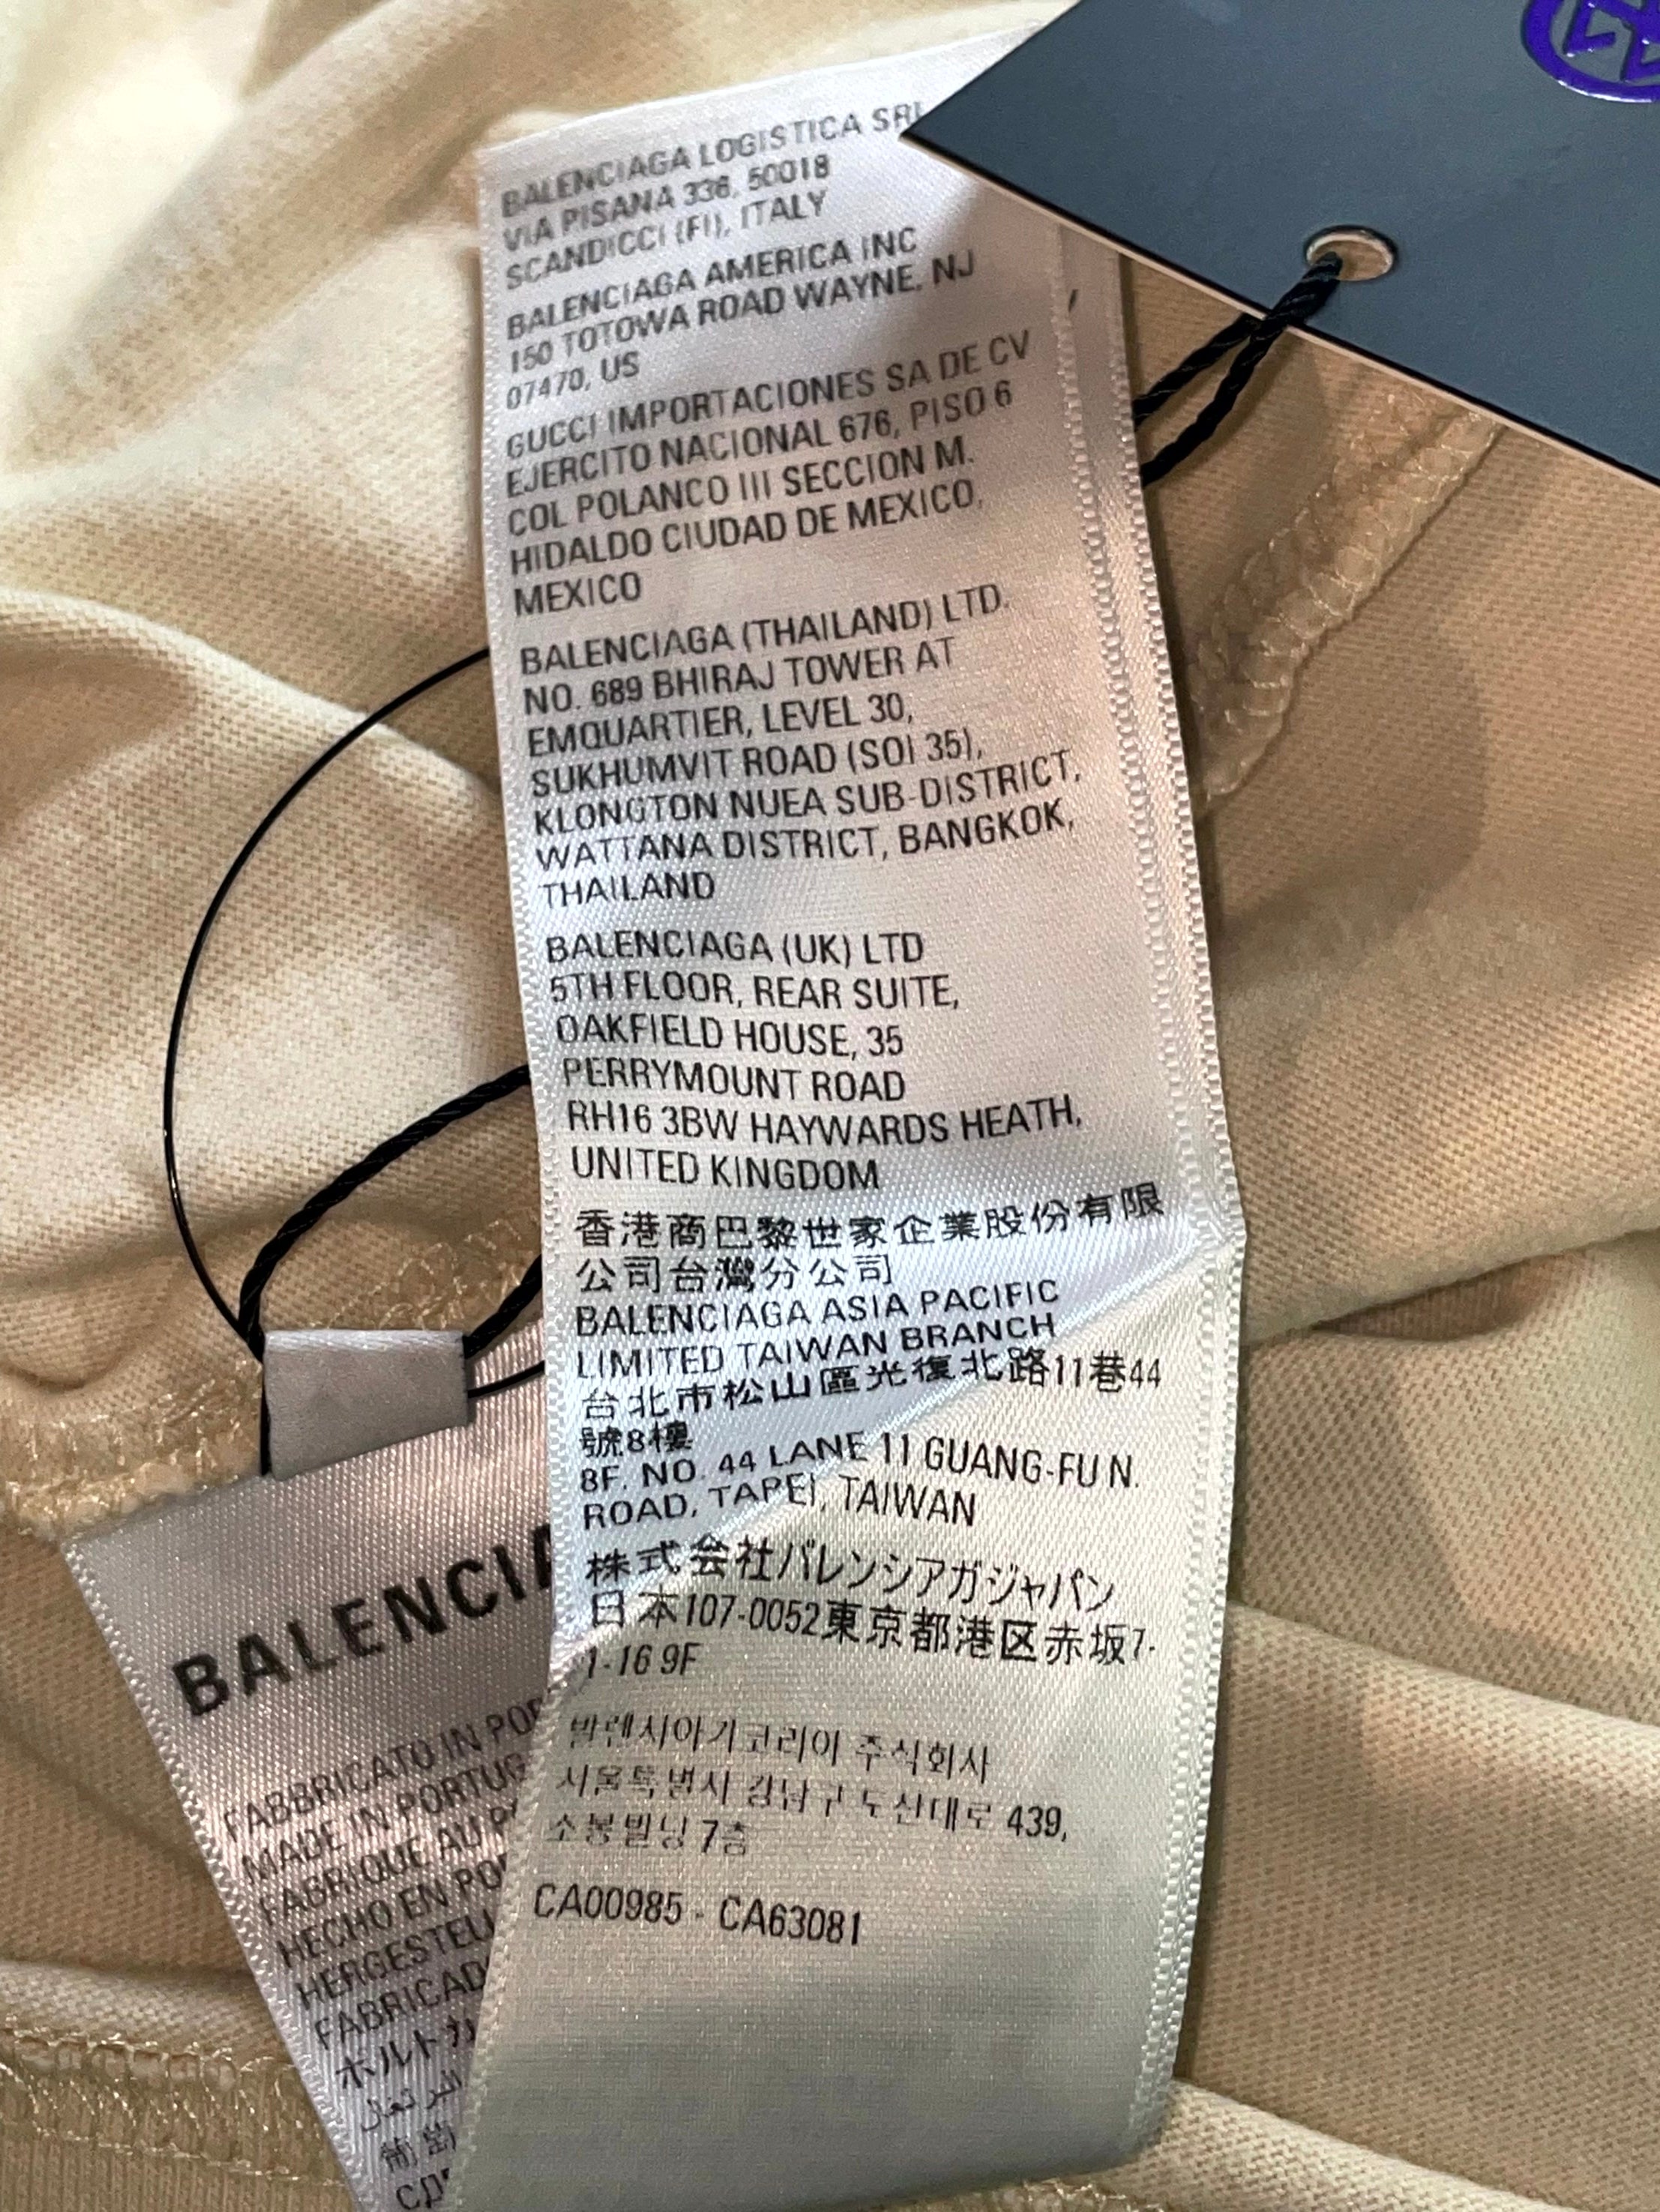 BALENCIAGA LOGISTICA SRL
VIA PISANA 336, 50018
SCANDICCI (FI), ITALY
BALENCIAGA AMERICA INC
150 TOTOWA ROAD WAYNE, NJ
07470, US
GUCCI IMPORTACIONES SA DE CV
EJERCITO NACIONAL 676, PISO 6
COL POLANCO III SECCION M.
HIDALDO CIUDAD DE MEXICO,
MEXICO
BALENCIAGA (THAILAND) LTD.
NO. 689 BHIRAJ TOWER AT
EMQUARTIER, LEVEL 30,
SUKHUMVIT ROAD (SOI 35),
KLONGTON NUEA SUB-DISTRICT,
WATTANA DISTRICT, BANGKOK,
THAILAND
BALENCIAGA (UK) LTD
5TH FLOOR, REAR SUITE,
OAKFIELD HOUSE, 35
PERRYMOUNT ROAD
RH16 3BW HAYWARDS HEATH,
UNITED KINGDOM
香港商巴黎世家企業股份有限
公司台灣分公司
BALENCIAGA ASIA PACIFIC
LIMITED TAIWAN BRANCH
台北市松山區光復北路11巷44
號8樓
8F. NO. 44 LANE 11 GUANG-FU N.
ROAD, TAPEI, TAIWAN
株式会社バレンシアガジャパン
日本107-0052東京都港区赤坂7-
1-16 9F
발렌시아가코리아 주식회사
서울특별시 강남구 도산대로 439,
소봉빌딩 7층
CA00985 - CA63081
BALENCIA
FABBRICATO IN POR
MADE IN PORTUG
FABRIQUE AU PO
HECHO EN PO
HERGESTELL
FABRICAD
ポルトガ